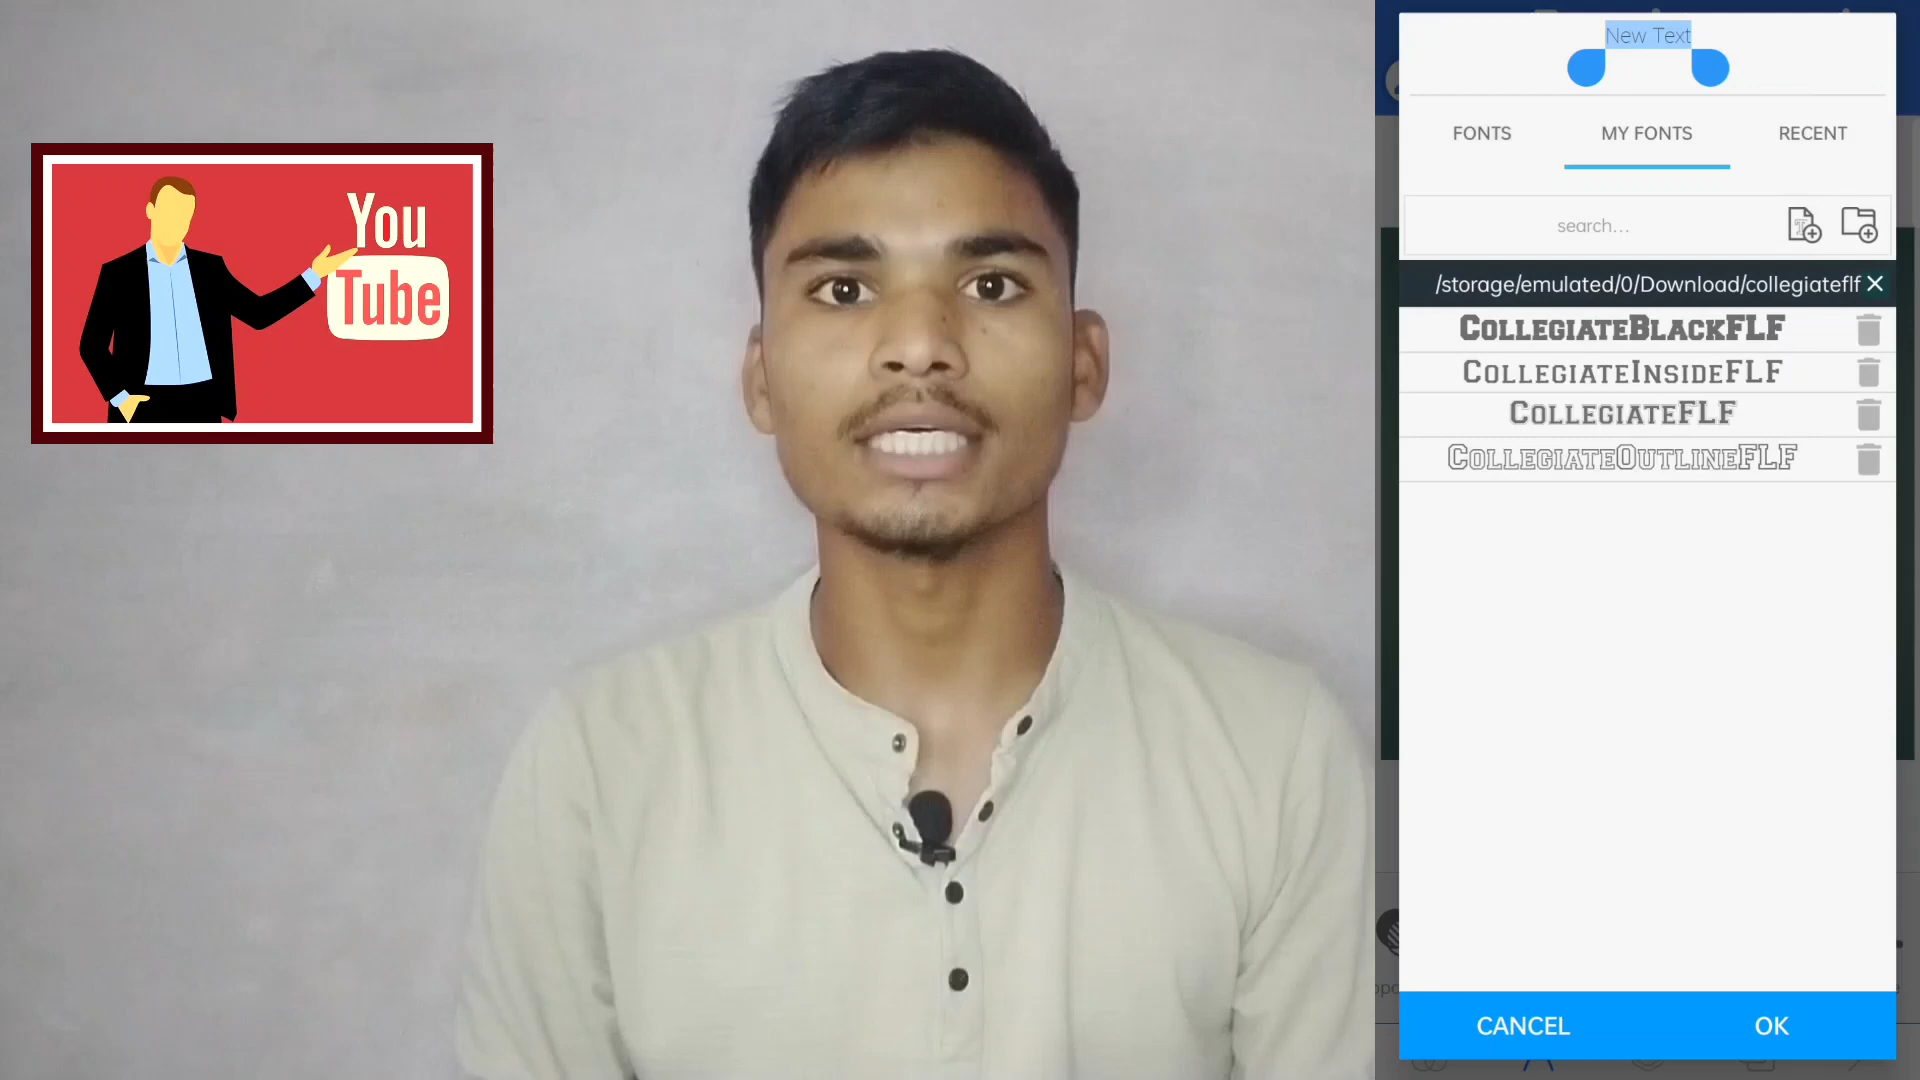 You
Tube
New Text
FONTS
MY FONTS
RECENT
search...
/storage/emulated/0/Download/collegiateflf
COLLEGIATEBLACKFLF
COLLEGIATEINSIDEFLF
COLLEGIATEFLF
COLLEGIATEOUTLINEFLF
CANCEL
OK